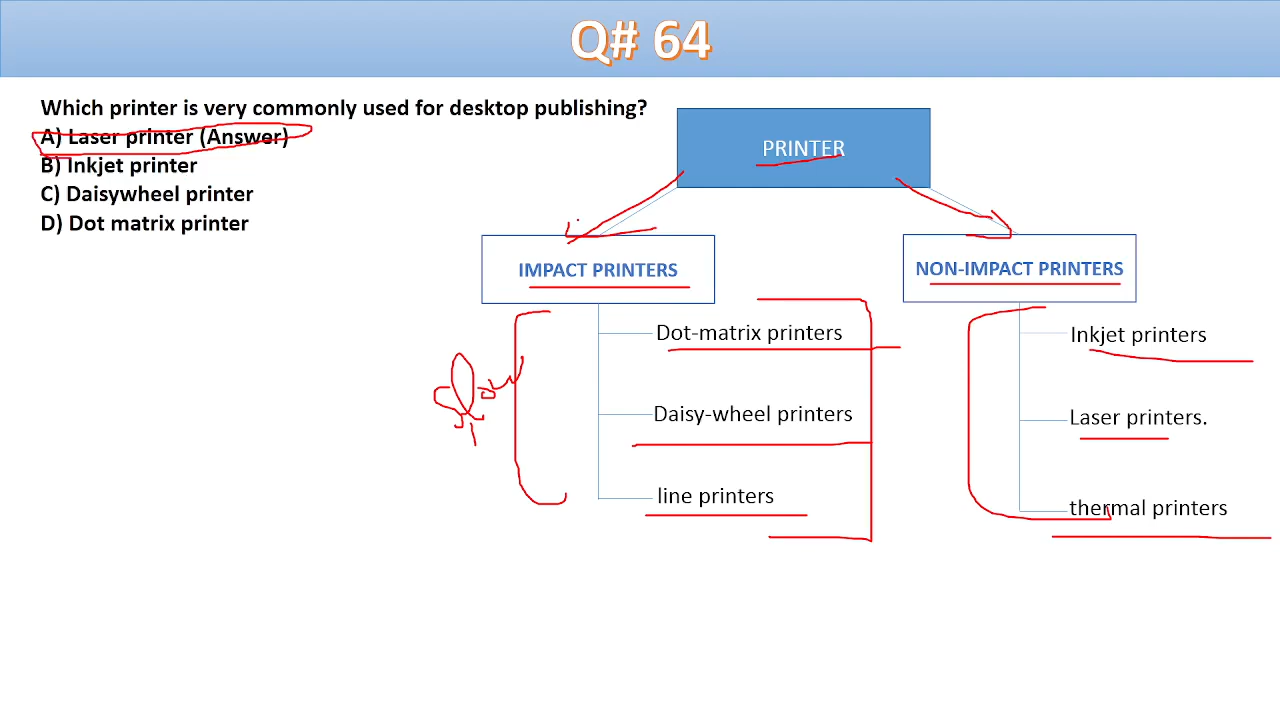 Q# 64
Which printer is very commonly used for desktop publishing?
A) Laser printer (Answer)
B) Inkjet printer
C) Daisywheel printer
D) Dot matrix printer
PRINTER
IMPACT PRINTERS
Dot-matrix printers
Daisy-wheel printers
line printers
NON-IMPACT PRINTERS
Inkjet printers
Laser printers.
thermal printers